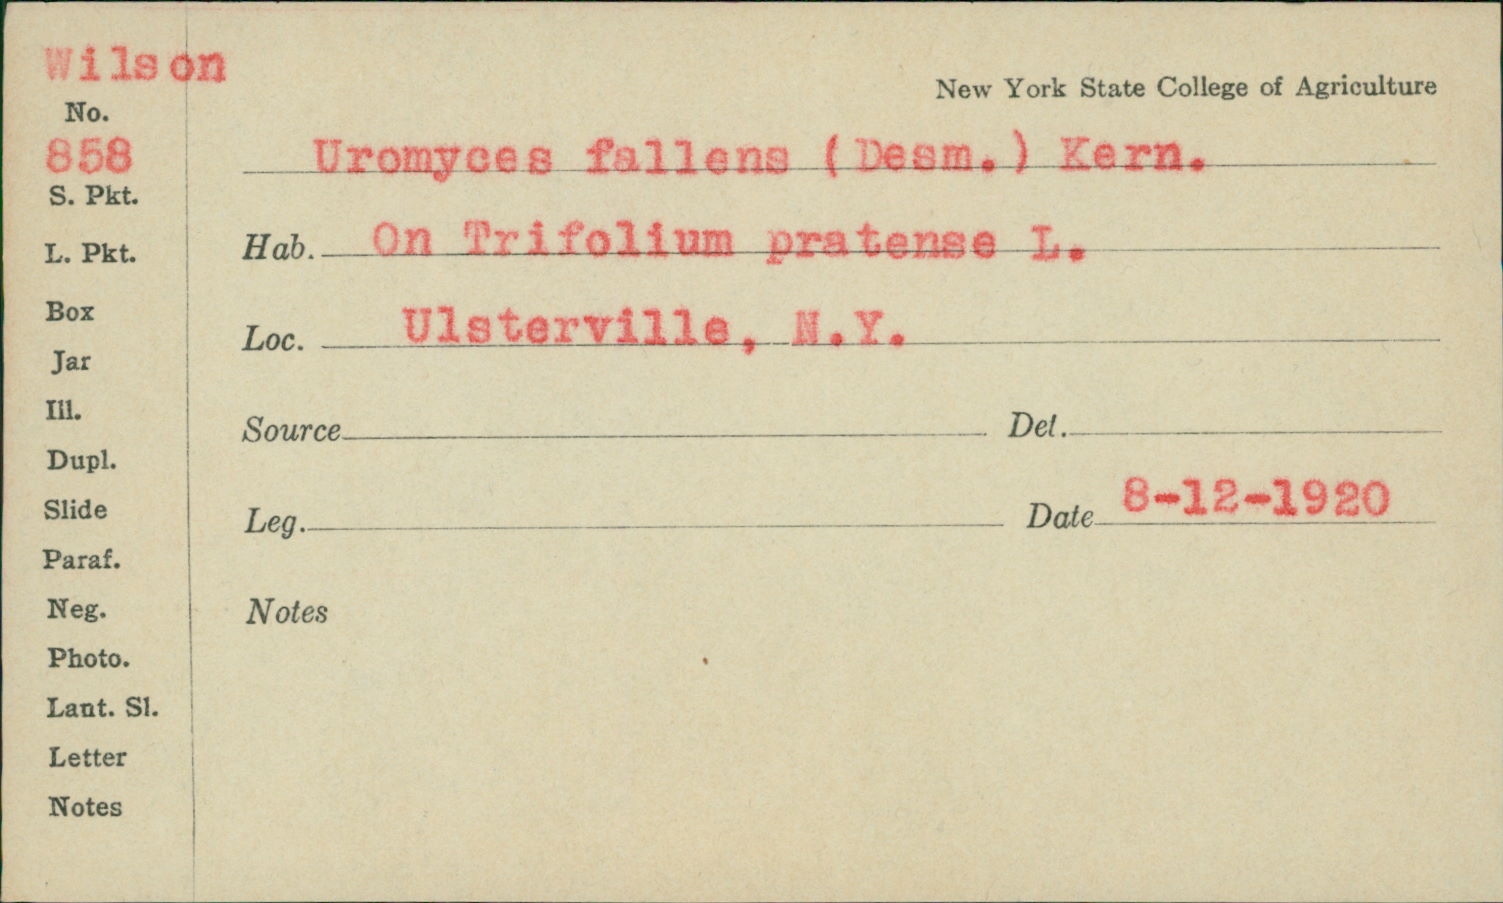 Wilson
New York State College of Agriculture
No.
858
Uromyces fallens (Desm.) Kern.
S. Pkt.
L. Pkt.
Hab. On Trifolium pratense L.
Box
Loc. Ulsterville, N.Y.
Jar
Ill.
Source Det.
Dupl.
Slide
Leg. Date 8-12-1920
Paraf.
Neg.
Notes
Photo.
Lant. Sl.
Letter
Notes